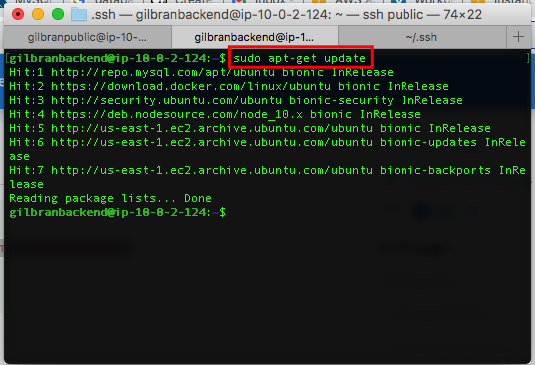 .ssh — gilbranbackend@ip-10-0-2-124: ~ — ssh public — 74×22
gilbranpublic@ip-10-... gilbranbackend@ip-1... ~/.ssh +
[gilbranbackend@ip-10-0-2-124:~$ sudo apt-get update ]
Hit:1 http://repo.mysql.com/apt/ubuntu bionic InRelease
Hit:2 https://download.docker.com/linux/ubuntu bionic InRelease
Hit:3 http://security.ubuntu.com/ubuntu bionic-security InRelease
Hit:4 https://deb.nodesource.com/node_10.x bionic InRelease
Hit:5 http://us-east-1.ec2.archive.ubuntu.com/ubuntu bionic InRelease
Hit:6 http://us-east-1.ec2.archive.ubuntu.com/ubuntu bionic-updates InRele
ase
Hit:7 http://us-east-1.ec2.archive.ubuntu.com/ubuntu bionic-backports InRe
lease
Reading package lists... Done
gilbranbackend@ip-10-0-2-124:~$